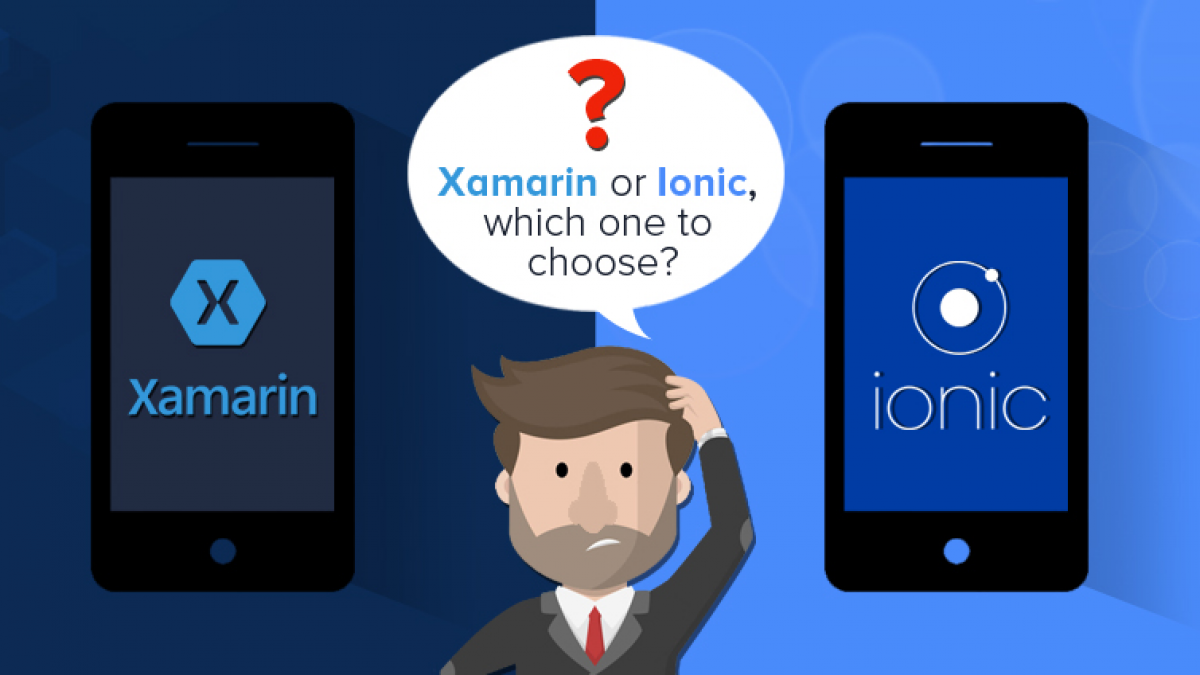 ?
Xamarin or Ionic,
which one to
choose?
X
Xamarin
ionic